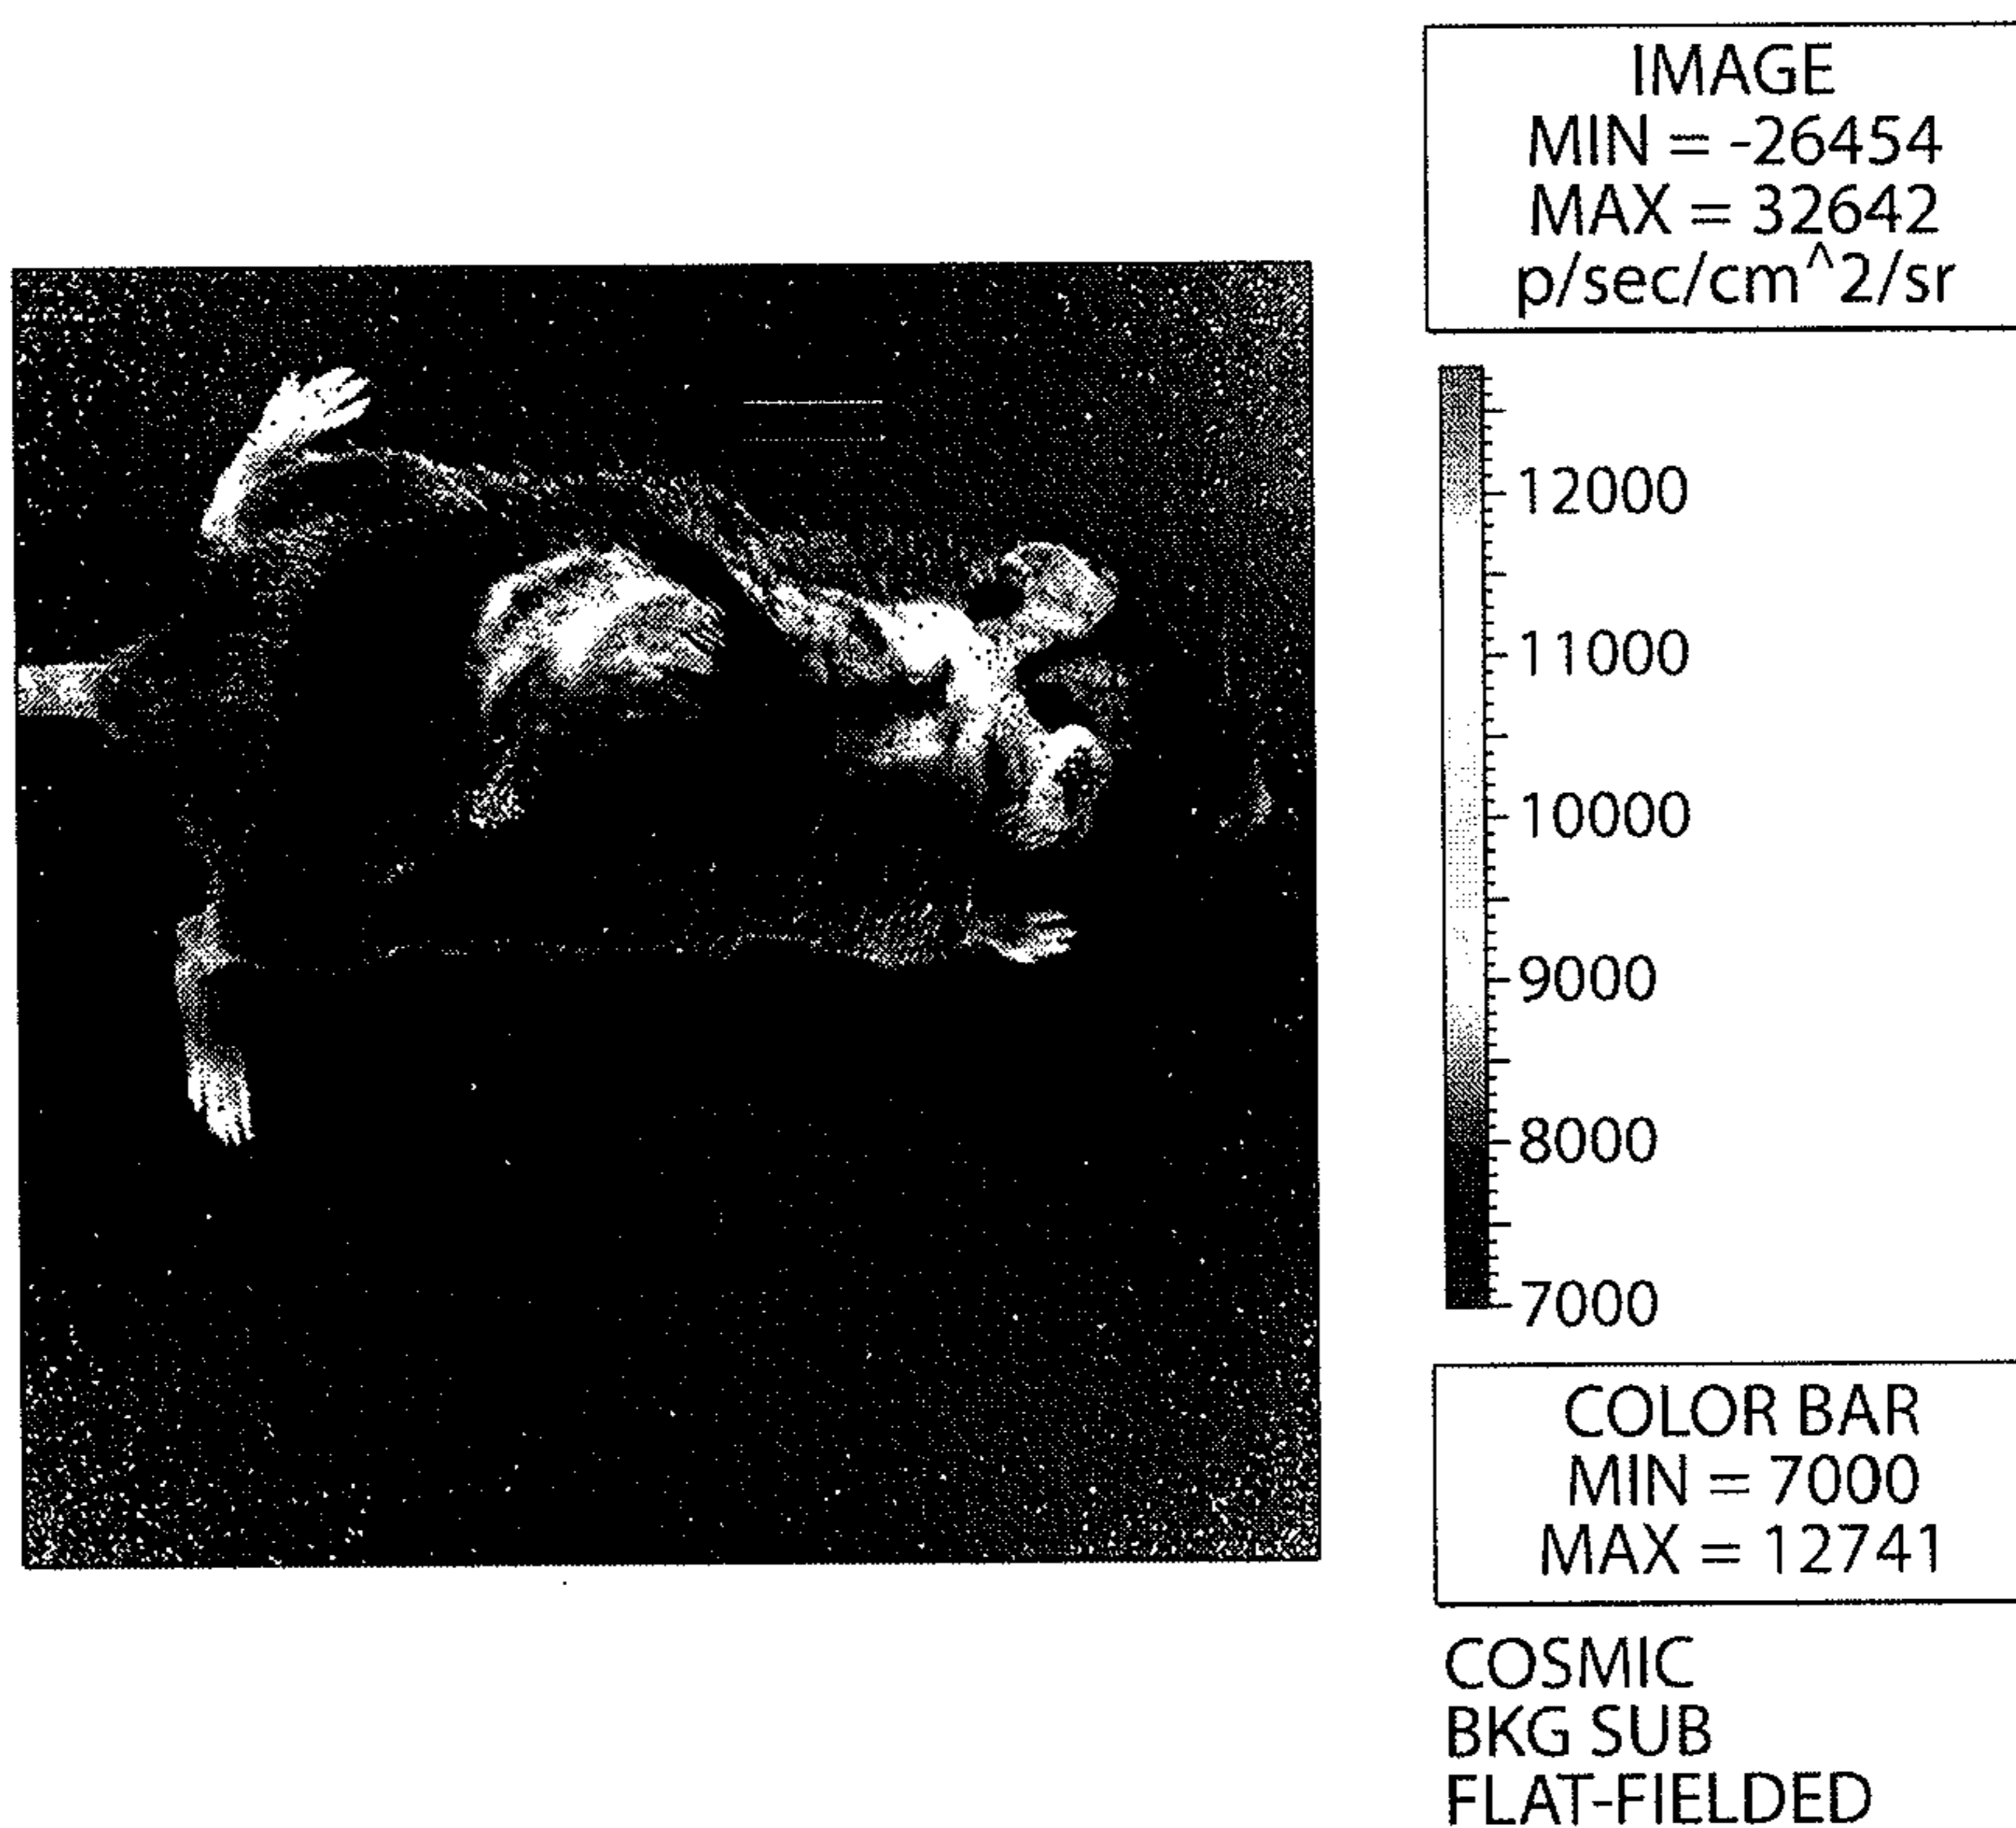 IMAGE
MIN = -26454
MAX = 32642
p/sec/cm^2/sr
12000
11000
10000
9000
8000
7000
COLOR BAR
MIN = 7000
MAX = 12741
COSMIC
BKG SUB
FLAT-FIELDED